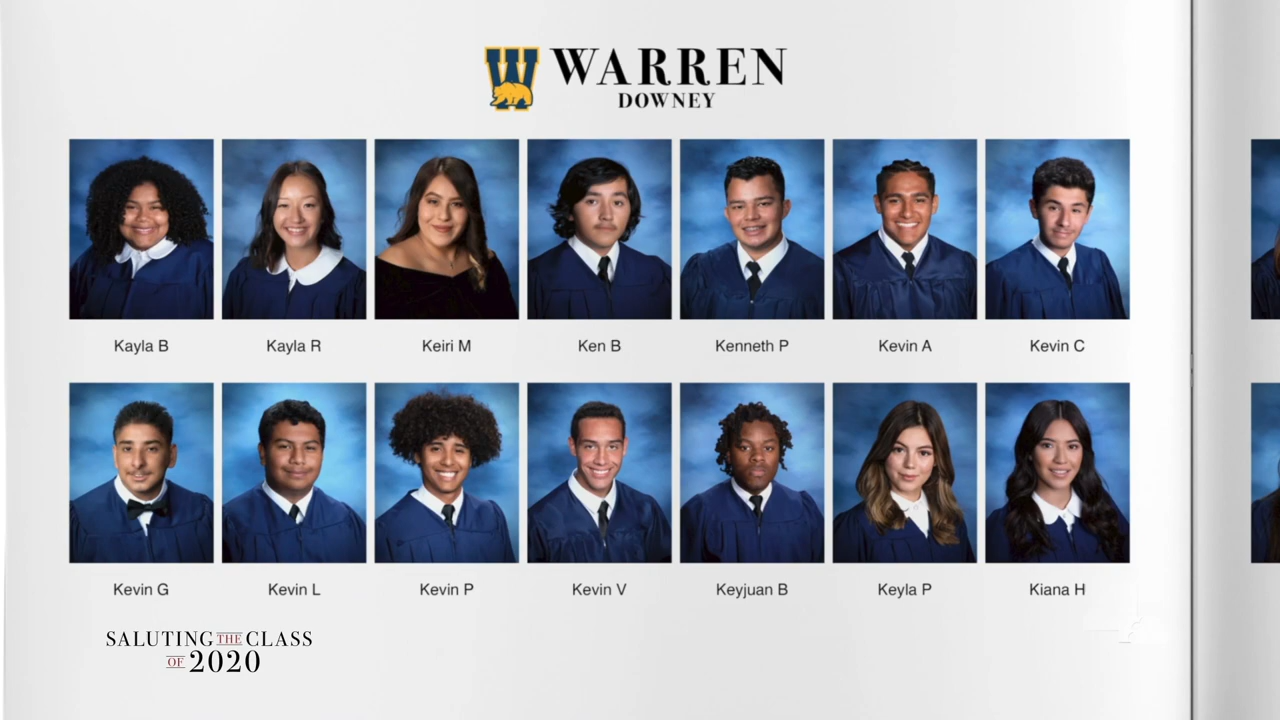 W WARREN
DOWNEY
Kayla B Kayla R Keiri M Ken B Kenneth P Kevin A Kevin C
Kevin G Kevin L Kevin P Kevin V Keyjuan B Keyla P Kiana H
SALUTING THE CLASS
OF 2020
4